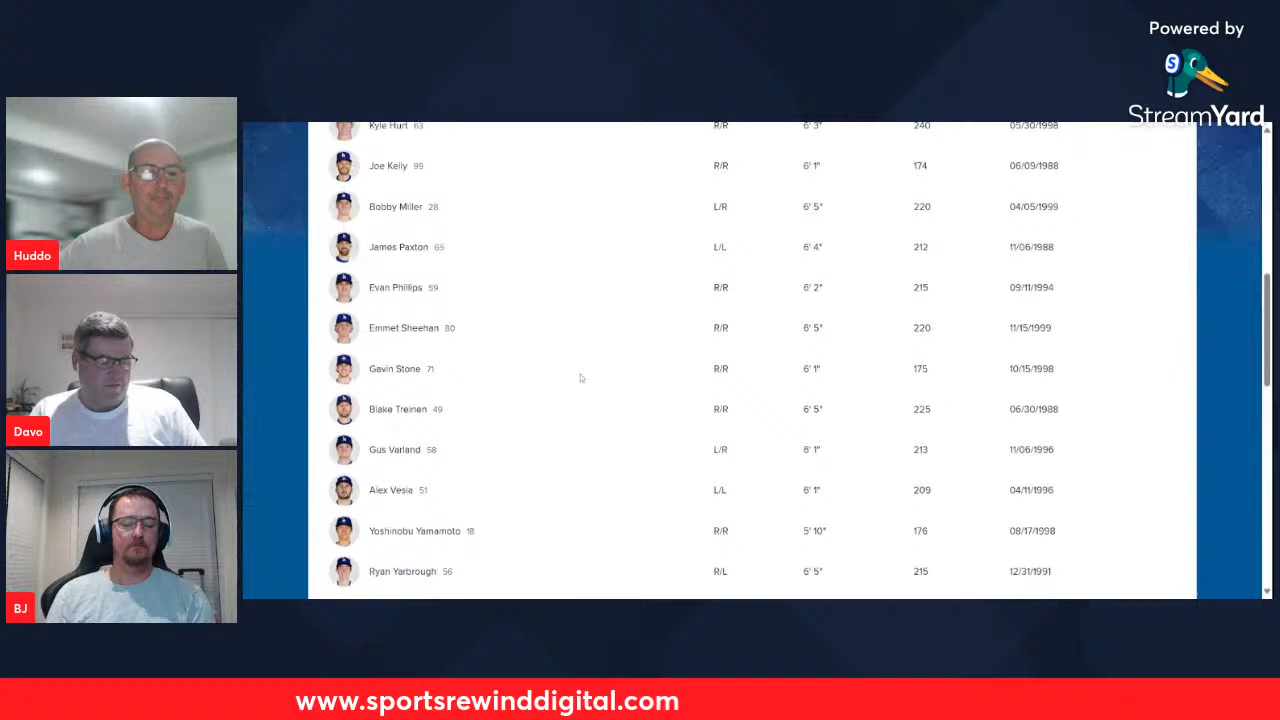 Powered by
StreamYard
Kyle Hurt 63 R/R 6' 3" 240 05/30/1998
Joe Kelly 99 R/R 6' 1" 174 06/09/1988
Bobby Miller 28 L/R 6' 5" 220 04/05/1999
James Paxton 65 L/L 6' 4" 212 11/06/1988
Evan Phillips 59 R/R 6' 2" 215 09/11/1994
Emmet Sheehan 80 R/R 6' 5" 220 11/15/1999
Gavin Stone 71 R/R 6' 1" 175 10/15/1998
Blake Treinen 49 R/R 6' 5" 225 06/30/1988
Gus Varland 58 L/R 6' 1" 213 11/06/1996
Alex Vesia 51 L/L 6' 1" 209 04/11/1996
Yoshinobu Yamamoto 18 R/R 5' 10" 176 08/17/1998
Ryan Yarbrough 56 R/L 6' 5" 215 12/31/1991
Huddo
Davo
BJ
www.sportsrewinddigital.com